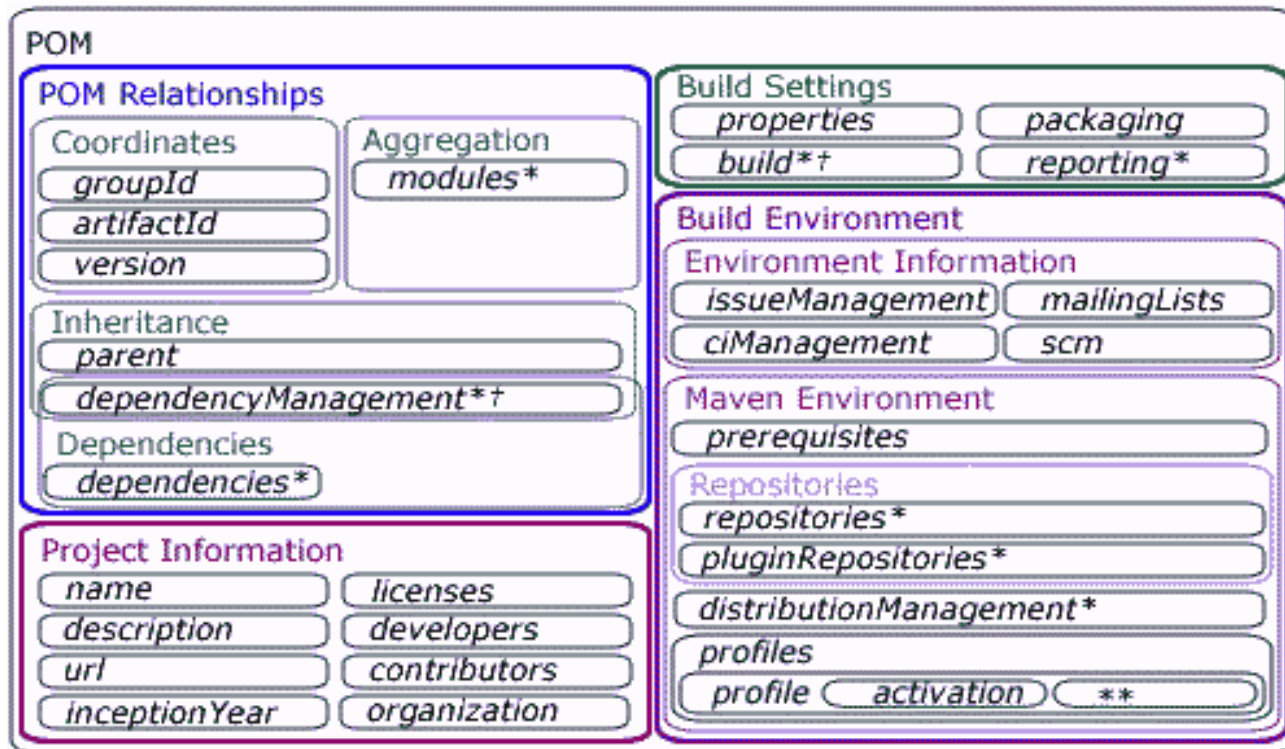 POM
POM Relationships
Coordinates
groupId
artifactId
version
Aggregation
modules*
Inheritance
parent
dependencyManagement*†
Dependencies
dependencies*
Project Information
name
licenses
description
developers
url
contributors
inceptionYear
organization
Build Settings
properties
packaging
build*†
reporting*
Build Environment
Environment Information
issueManagement
mailingLists
ciManagement
scm
Maven Environment
prerequisites
Repositories
repositories*
pluginRepositories*
distributionManagement*
profiles
profile activation **